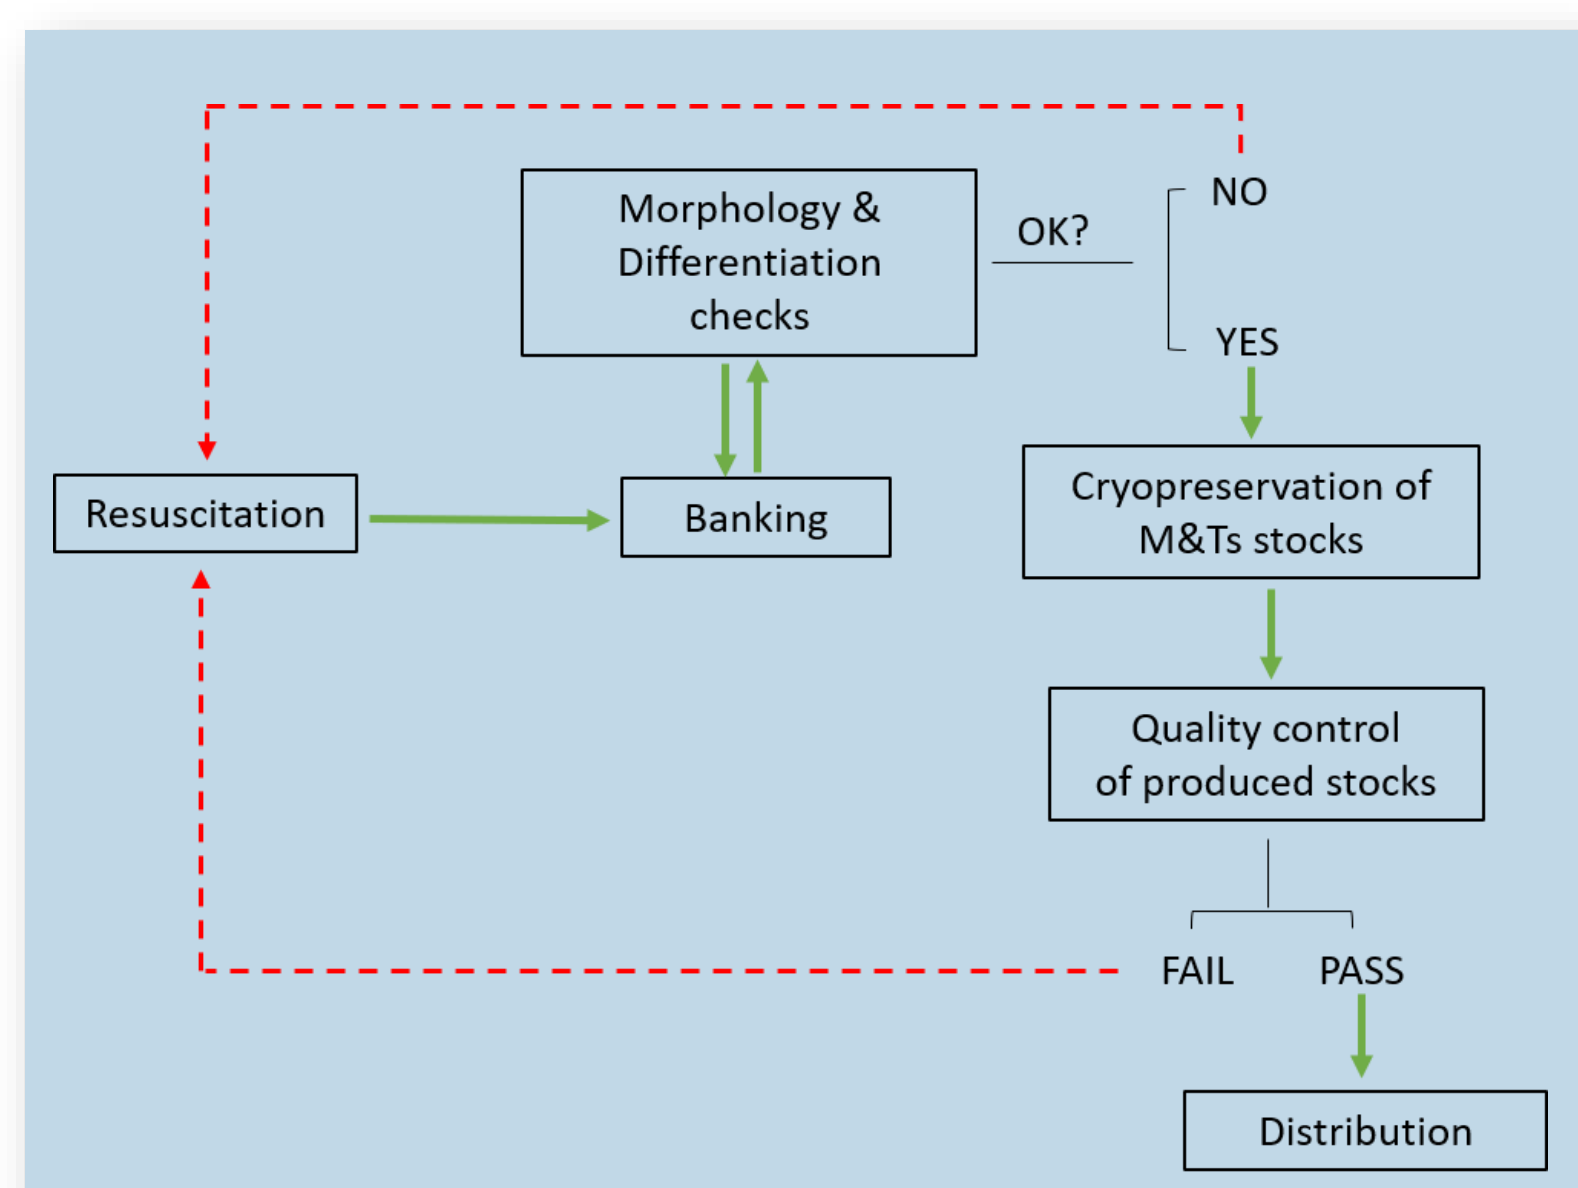 Morphology &
Differentiation
checks
OK?
NO
YES
Resuscitation
Banking
Cryopreservation of
M&Ts stocks
Quality control
of produced stocks
FAIL
PASS
Distribution